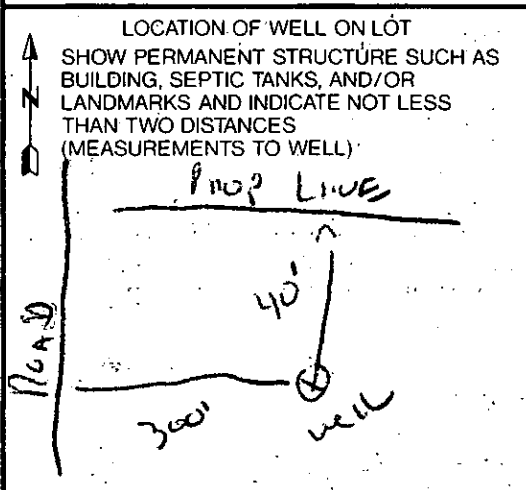 LOCATION OF WELL ON LOT
SHOW PERMANENT STRUCTURE SUCH AS
BUILDING, SEPTIC TANKS, AND/OR
LANDMARKS AND INDICATE NOT LESS
THAN TWO DISTANCES
(MEASUREMENTS TO WELL)
N
Prop LINE
40'
ROAD
300'
well